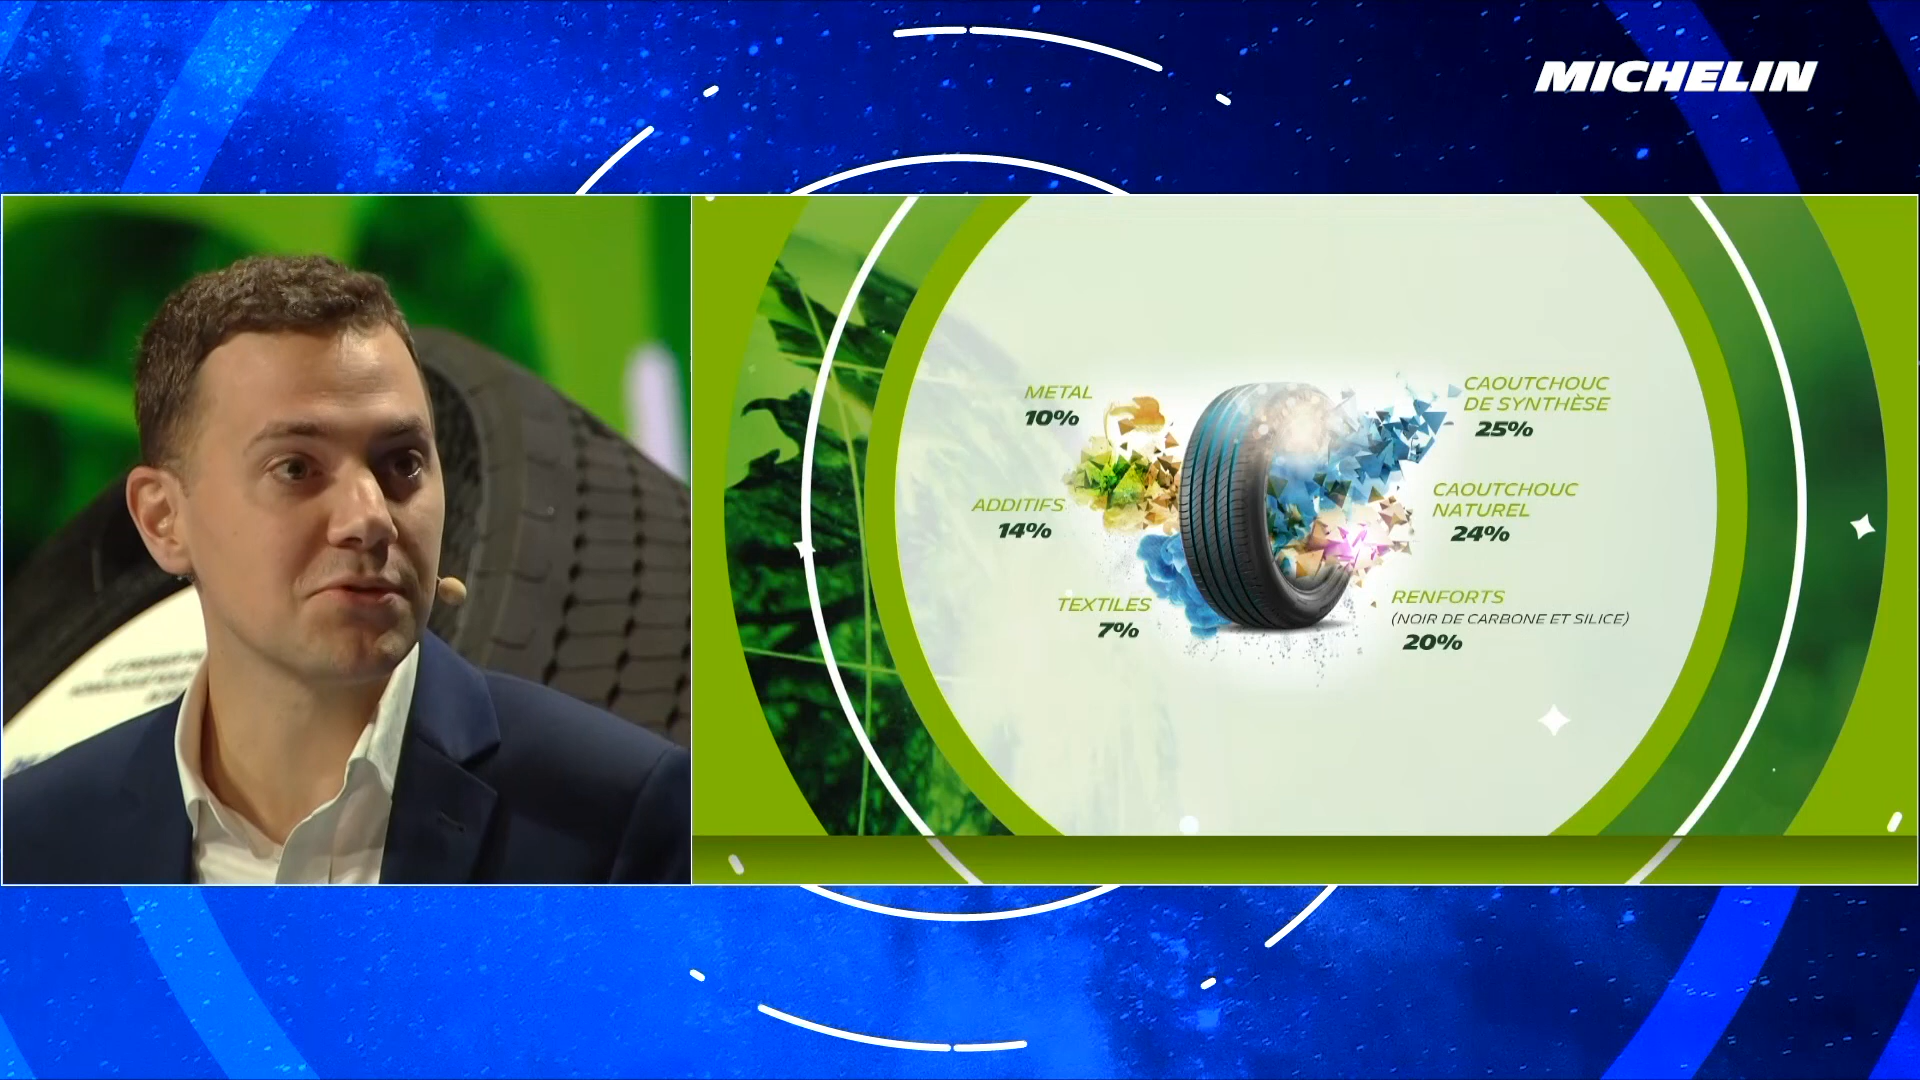 MICHELIN
METAL
10%
ADDITIFS
14%
TEXTILES
7%
CAOUTCHOUC
DE SYNTHÈSE
25%
CAOUTCHOUC
NATUREL
24%
RENFORTS
(NOIR DE CARBONE ET SILICE)
20%